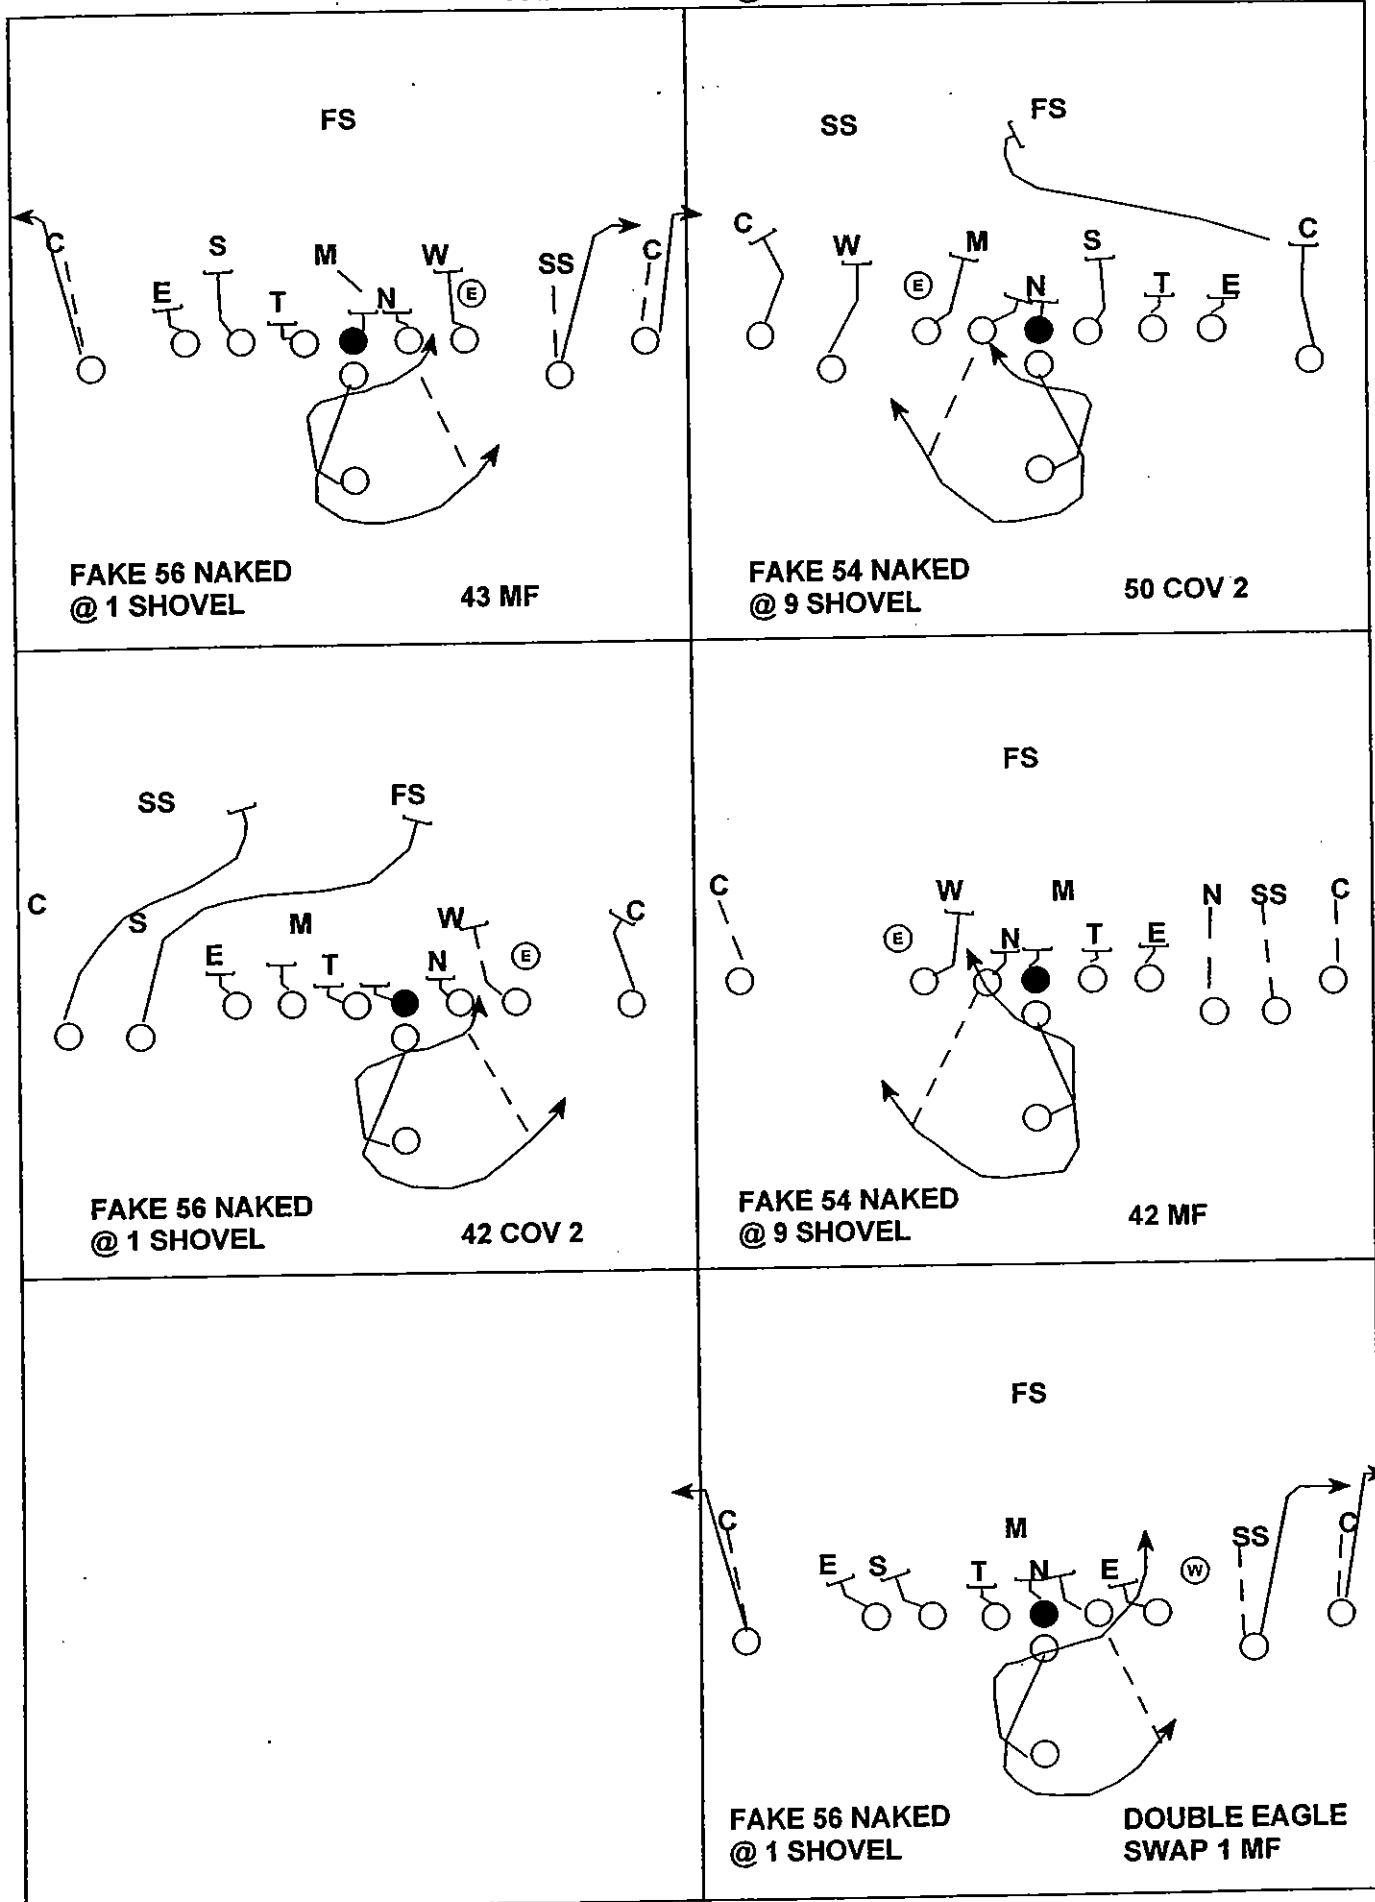 FS
C
S
M
W
E
SS
C
E
T
N
FAKE 56 NAKED
@ 1 SHOVEL
43 MF
SS
FS
C
W
M
S
C
E
N
T
E
FAKE 54 NAKED
@ 9 SHOVEL
50 COV 2
SS
FS
C
S
M
W
C
E
T
N
E
FAKE 56 NAKED
@ 1 SHOVEL
42 COV 2
FS
C
W
M
N
SS
C
E
N
T
E
FAKE 54 NAKED
@ 9 SHOVEL
42 MF
FS
C
M
SS
C
E
S
T
N
E
W
FAKE 56 NAKED
@ 1 SHOVEL
DOUBLE EAGLE
SWAP 1 MF